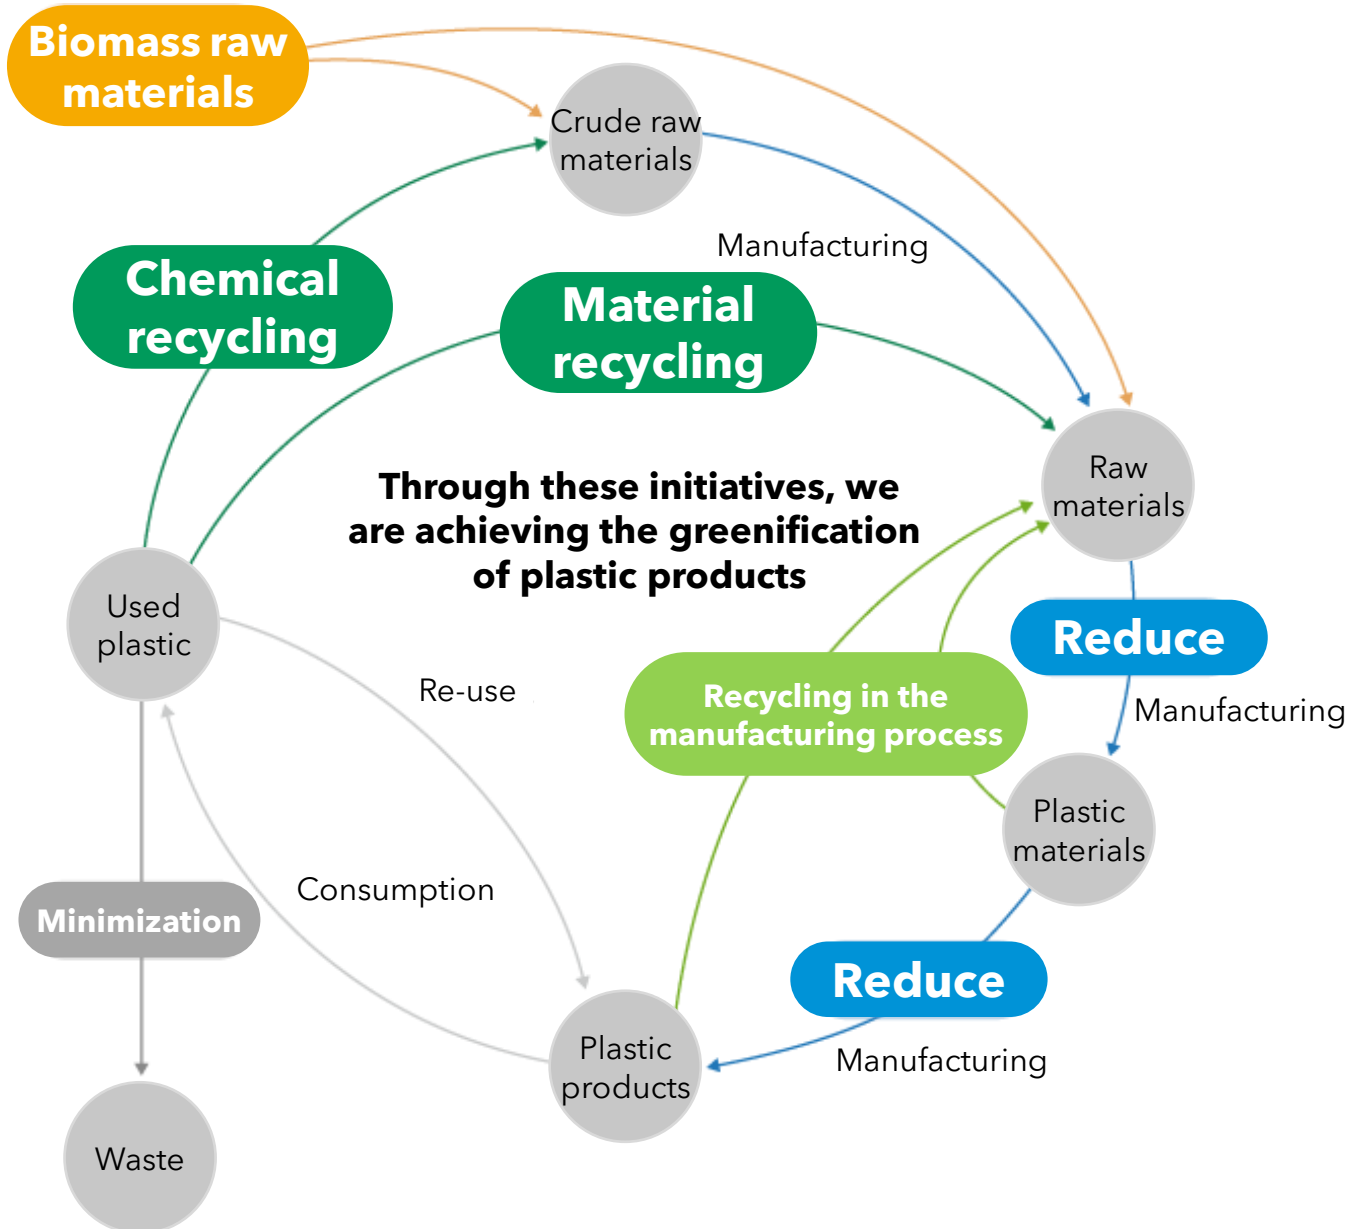 Biomass raw
materials
Crude raw
materials
Manufacturing
Chemical
recycling
Material
recycling
Through these initiatives, we
are achieving the greenification
of plastic products
Raw
materials
Used
plastic
Reduce
Re-use
Recycling in the
manufacturing process
Manufacturing
Plastic
materials
Consumption
Minimization
Reduce
Plastic
products
Manufacturing
Waste